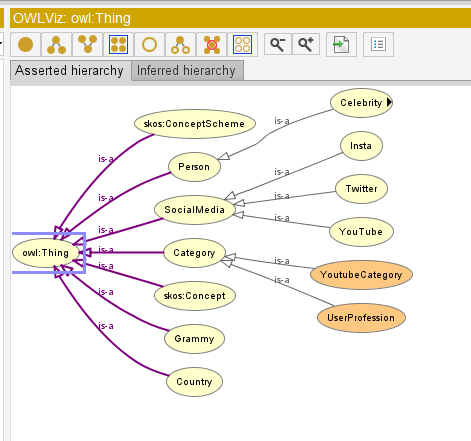 OWLViz: owl:Thing
Asserted hierarchy
Inferred hierarchy
Celebrity
skos:ConceptScheme
is-a
Insta
is-a
Person
is-a
is-a
Twitter
is-a
SocialMedia
is-a
is-a
YouTube
is-a
owl:Thing
is-a
Category
is-a
YoutubeCategory
is-a
is-a
skos:Concept
UserProfession
is-a
Grammy
is-a
Country